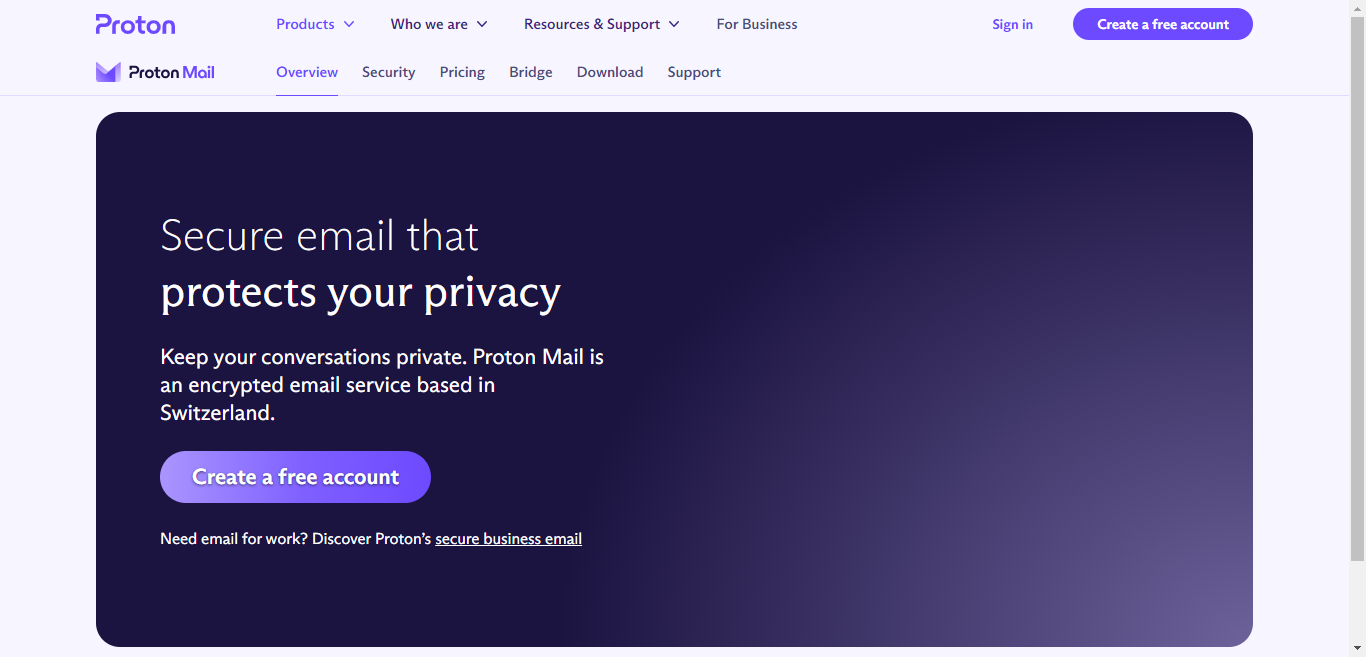 Proton
Products
Who we are
Resources & Support
For Business
Sign in
Create a free account
Proton Mail
Overview
Security
Pricing
Bridge
Download
Support
Secure email that
protects your privacy
Keep your conversations private. Proton Mail is
an encrypted email service based in
Switzerland.
Create a free account
Need email for work? Discover Proton’s secure business email